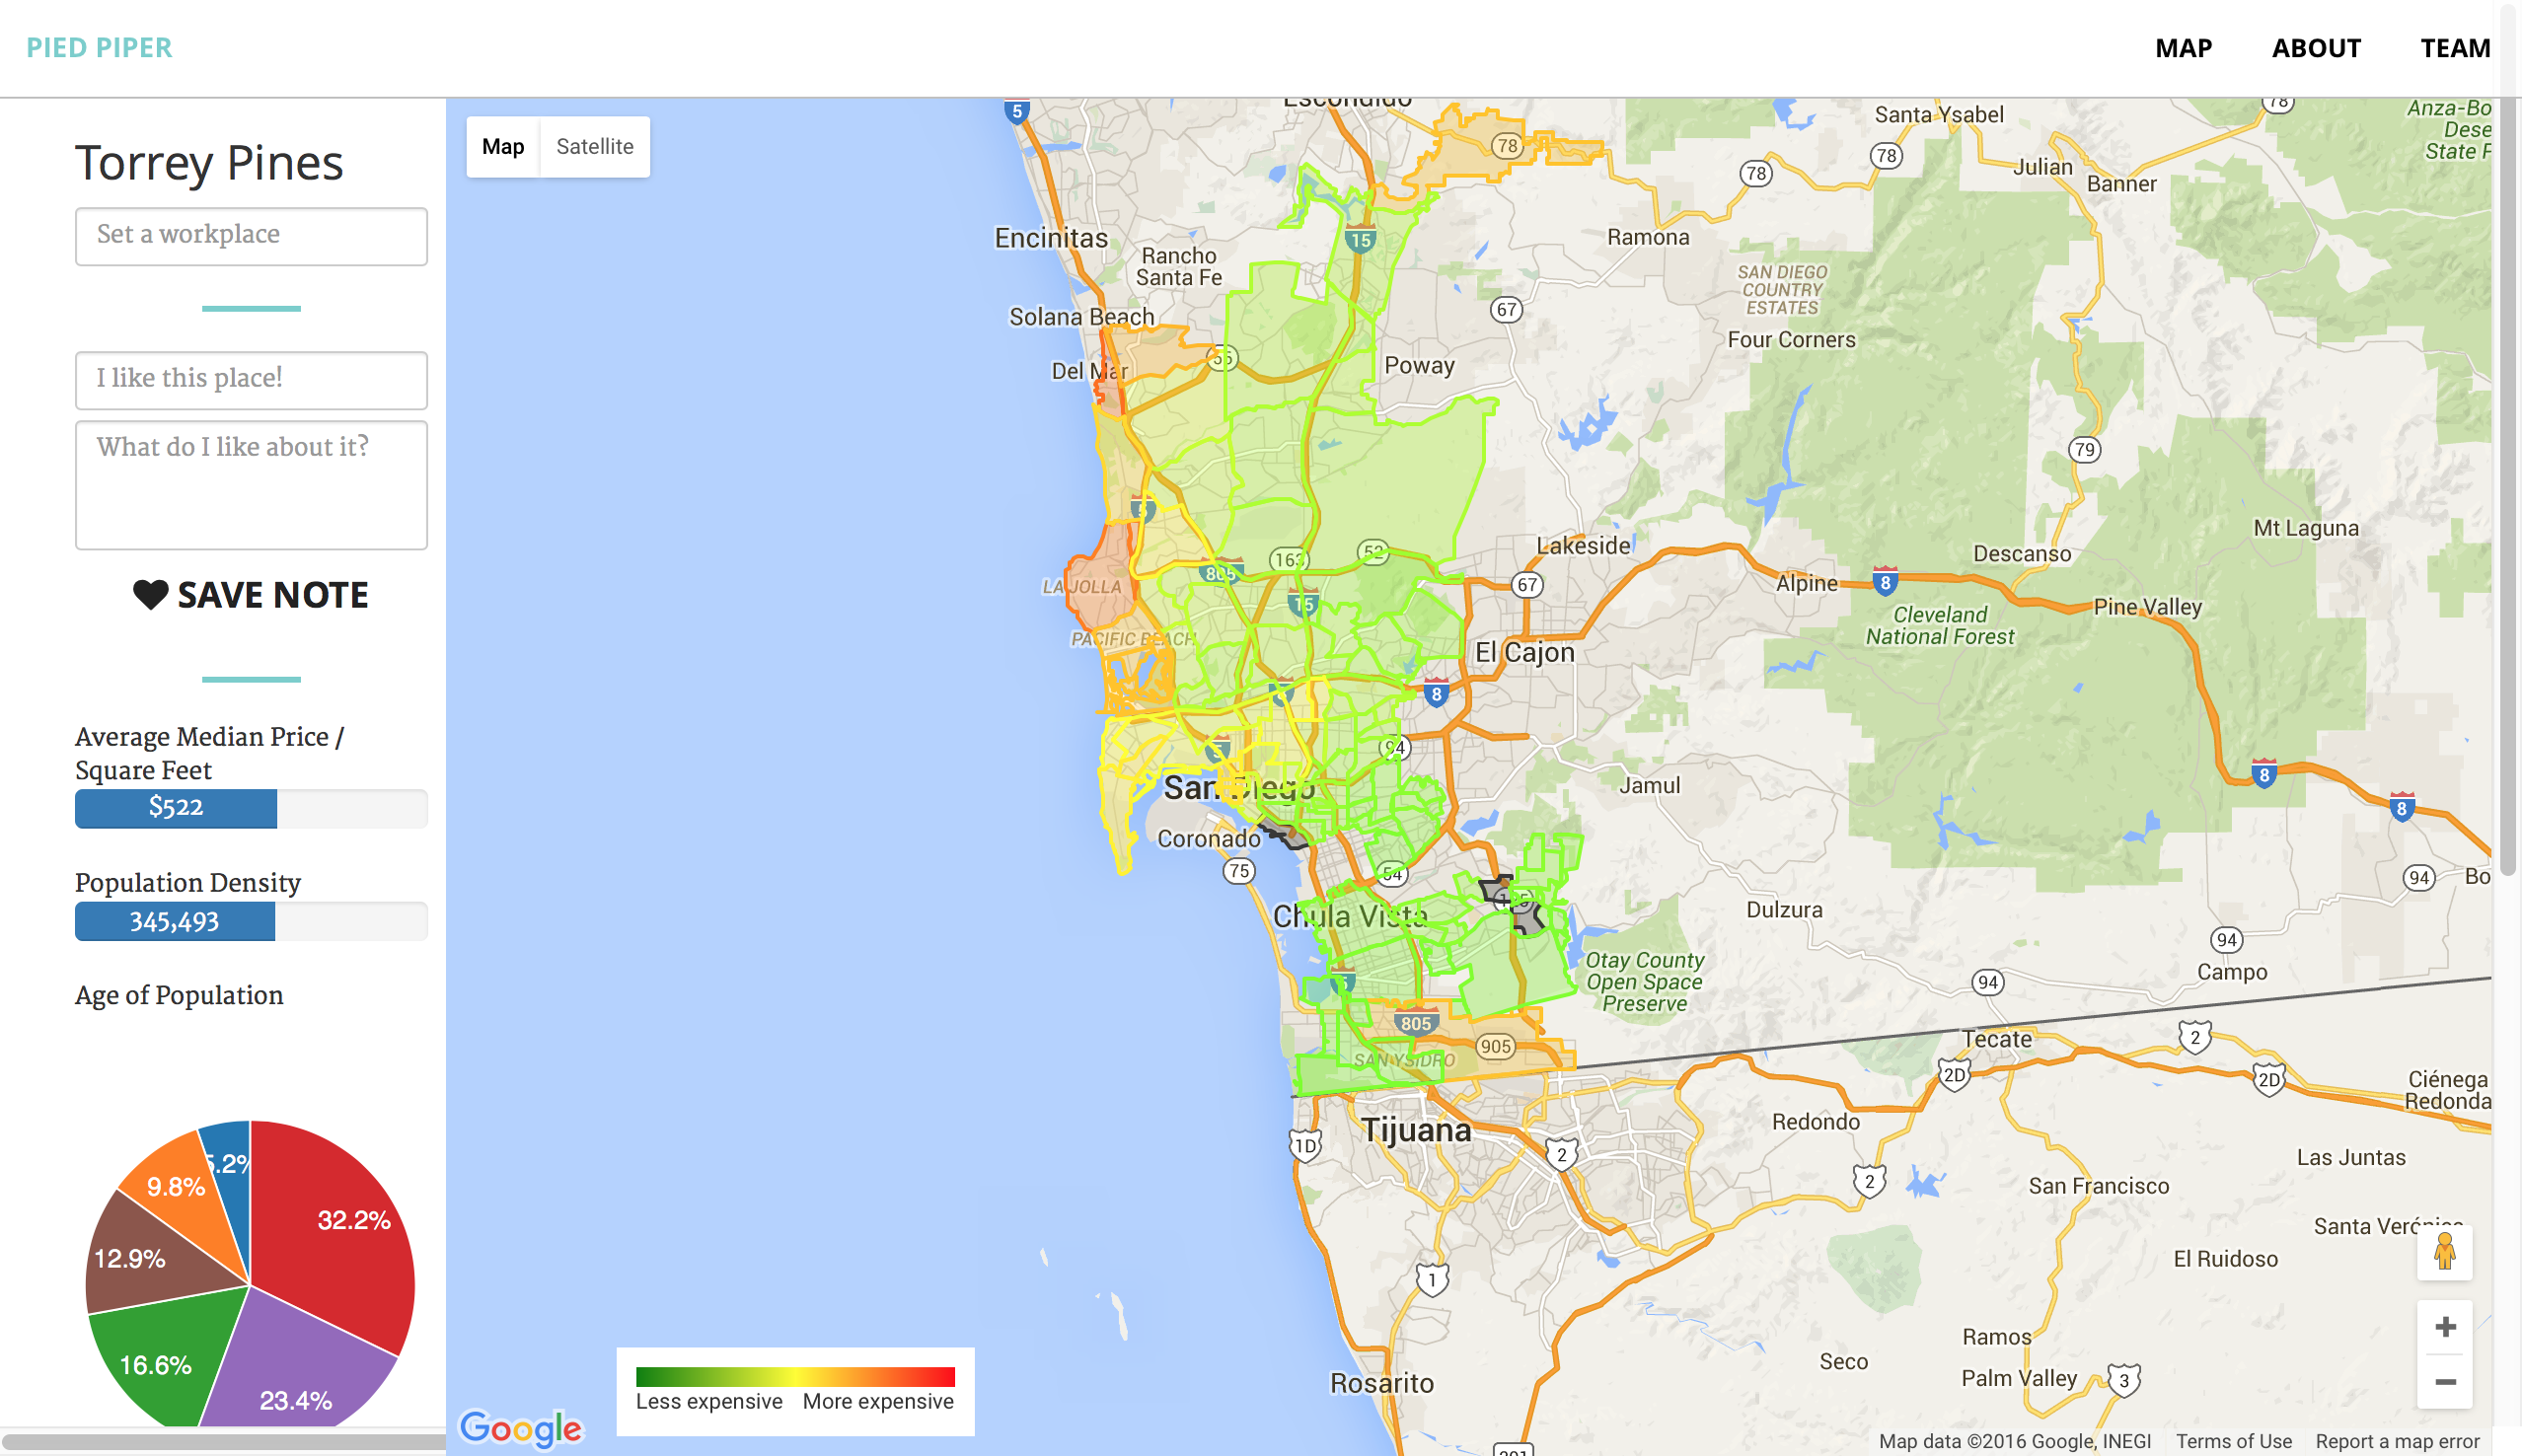 PIED PIPER
MAP
ABOUT
TEAM
Torrey Pines
Set a workplace
I like this place!
What do I like about it?
SAVE NOTE
Average Median Price /
Square Feet
$522
Population Density
345,493
Age of Population
5.2%
9.8%
32.2%
12.9%
16.6%
23.4%
Map
Satellite
Escondido
5
78
Santa Ysabel
78
78
78
Julian
Banner
Anza-Bo
Dese
State P
Encinitas
15
Rancho
Santa Fe
Ramona
SAN DIEGO
COUNTRY
ESTATES
Solana Beach
67
Four Corners
Del Mar
56
Poway
79
5
Mt Laguna
LA JOLLA
805
163
52
Lakeside
Descanso
15
67
Alpine
8
Cleveland
National Forest
Pine Valley
PACIFIC BEACH
El Cajon
8
5
94
8
San Diego
Jamul
8
Coronado
75
54
94
Bo
125
Chula Vista
Dulzura
94
5
Otay County
Open Space
Preserve
94
Campo
805
905
SAN YSIDRO
Tecate
2
2D
2D
Ciénega
Redonda
Tijuana
1D
2
Redondo
Las Juntas
2
San Francisco
Santa Verónica
El Ruidoso
1
Ramos
Seco
Palm Valley
3
Rosarito
201
Less expensive
More expensive
Google
Map data ©2016 Google, INEGI
Terms of Use
Report a map error